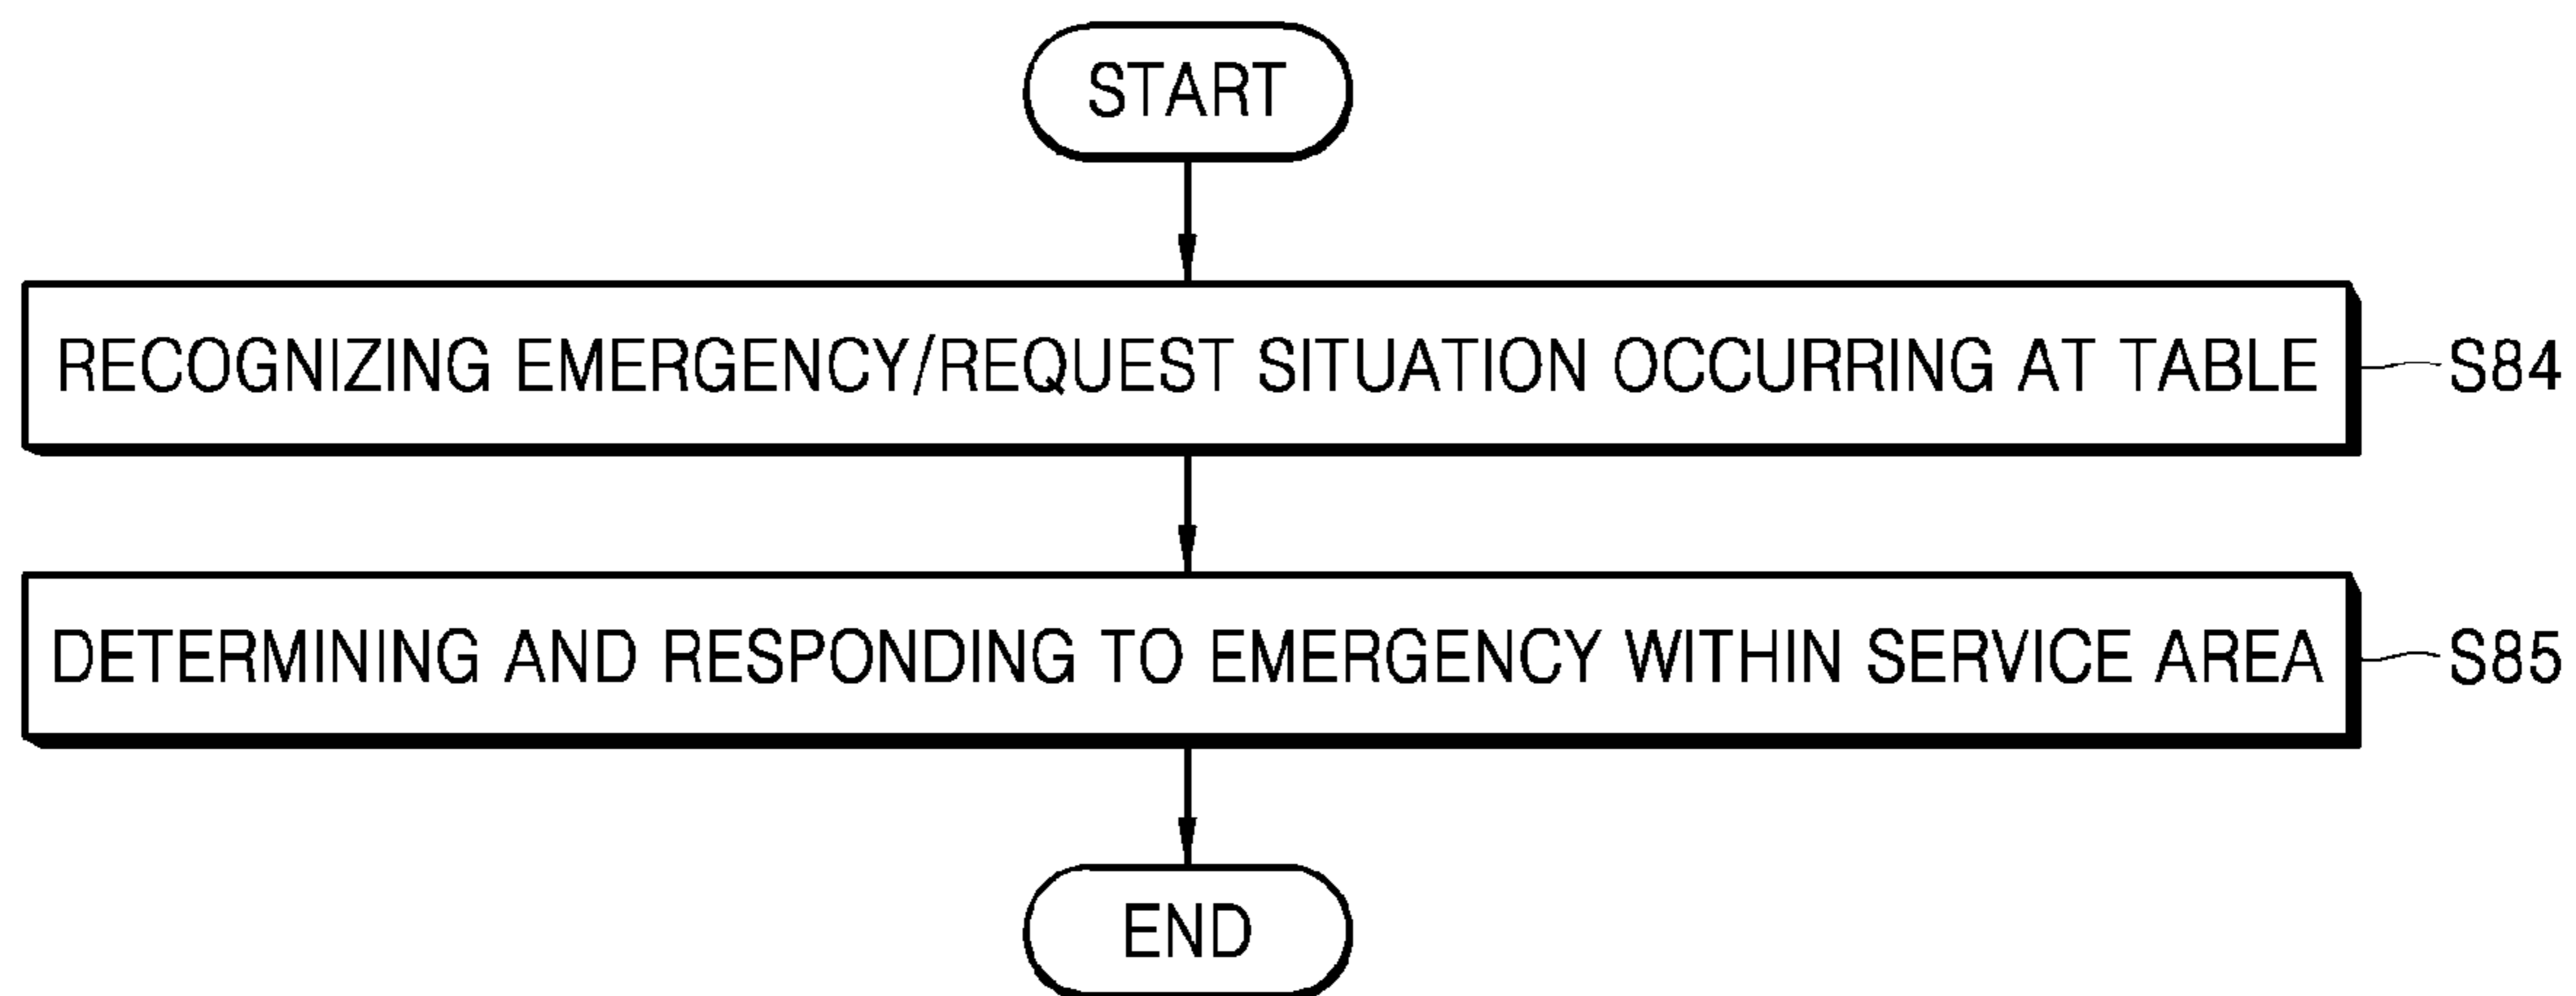 START
RECOGNIZING EMERGENCY/REQUEST SITUATION OCCURRING AT TABLE S84
DETERMINING AND RESPONDING TO EMERGENCY WITHIN SERVICE AREA S85
END